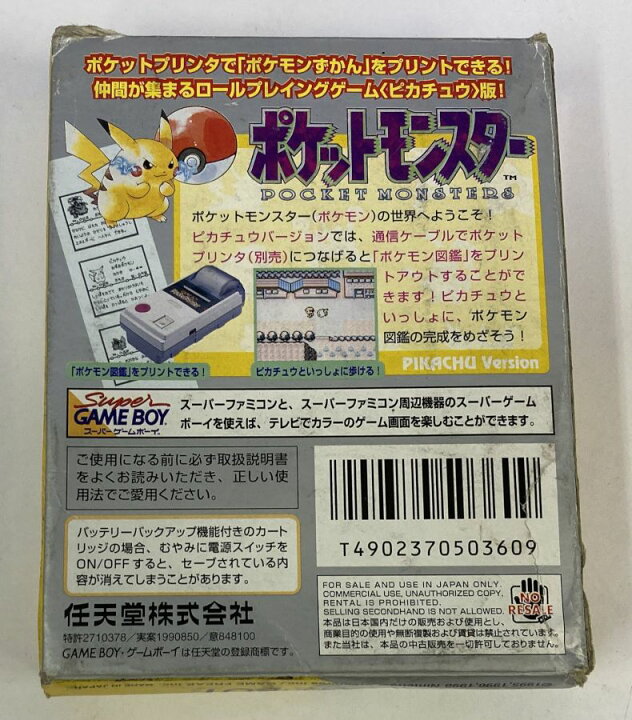 ポケットプリンタで「ポケモンずかん」をプリントできる!
仲間が集まるロールプレイングゲーム〈ピカチュウ〉版!
ポケットモンスター
TM
POCKET MONSTERS
ポケットモンスター(ポケモン)の世界へようこそ!
ピカチュウバージョンでは、通信ケーブルでポケット
プリンタ(別売)につなげると「ポケモン図鑑」をプリン
トアウトすることがで
きます!ピカチュウと
いっしょに、ポケモン
図鑑の完成をめざそう!
PIKACHU Version
「ポケモン図鑑」をプリントできる!
ピカチュウといっしょに歩ける!
Super
GAME BOY
スーパーゲームボーイ
スーパーファミコンと、スーパーファミコン周辺機器のスーパーゲーム
ボーイを使えば、テレビでカラーのゲーム画面を楽しむことができます。
ご使用になる前に必ず取扱説明書
をよくお読みいただき、正しい使
用法でご愛用ください。
バッテリーバックアップ機能付きのカート
リッジの場合、むやみに電源スイッチを
ON/OFFすると、セーブされている内
容が消えてしまうことがあります。
T4902370503609
任天堂株式会社
特許2710378/実案1990850/意848100
GAME BOY・ゲームボーイは任天堂の登録商標です。
FOR SALE AND USE IN JAPAN ONLY.
COMMERCIAL USE, UNAUTHORIZED COPY,
RENTAL IS PROHIBITED.
SELLING SECONDHAND IS NOT ALLOWED.
本品は日本国内だけの販売および使用とし、
商業目的の使用や無断複製および賃貸は禁止されています。
また当社は、本品の中古販売を一切許可しておりません。
NO
RESALE